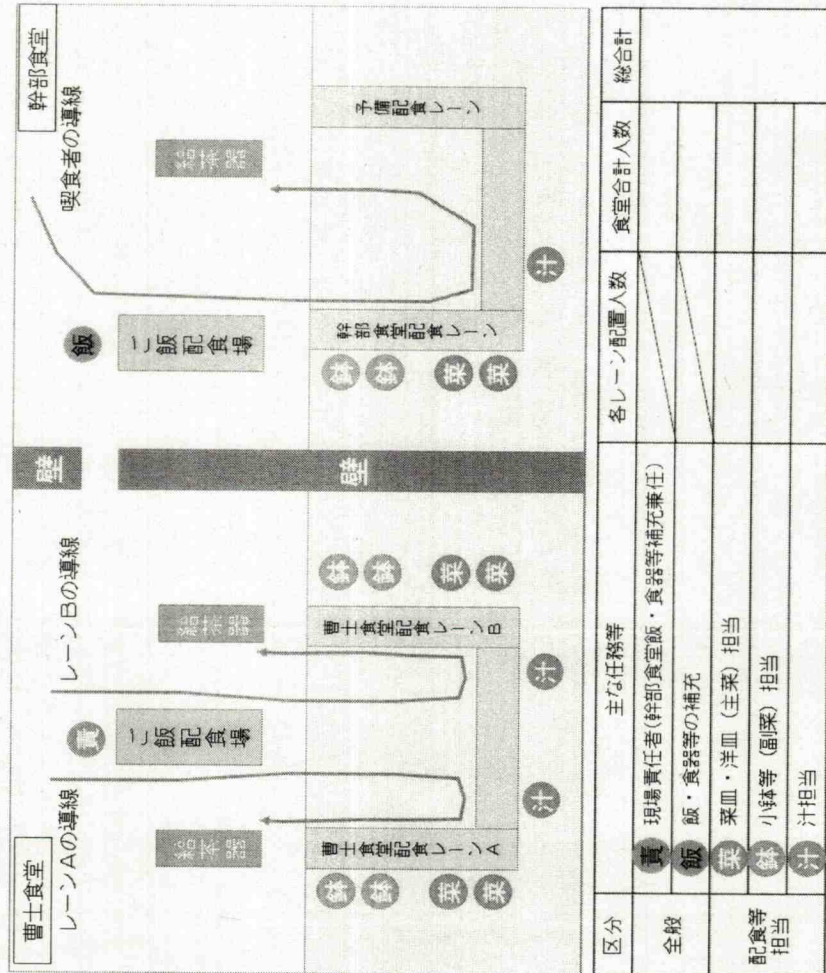 曹士食堂
幹部食堂
レーンAの導線
レーンBの導線
喫食者の導線
壁
壁
責
飯
給茶器
ご飯配食場
給茶器
ご飯配食場
給茶器
鉢
鉢
菜
菜
曹士食堂配食レーンA
汁
汁
曹士食堂配食レーンB
鉢
鉢
菜
菜
鉢
鉢
菜
菜
幹部食堂配食レーン
汁
予備配食レーン
区分 主な任務等 各レーン配置人数 食堂合計人数 総合計
全般 責 現場責任者(幹部食堂飯・食器等補充兼任)
飯 飯・食器等の補充
配食等担当 菜 菜皿・洋皿(主菜)担当
鉢 小鉢等(副菜)担当
汁 汁担当